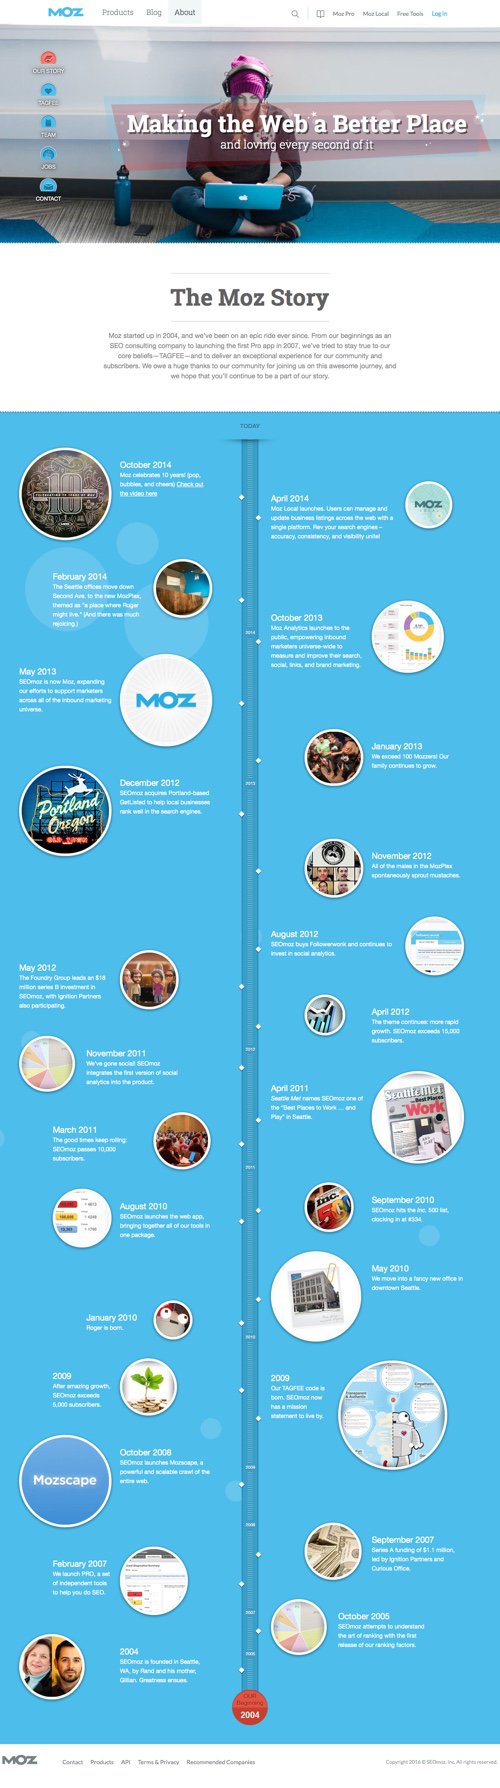 MOZ Products Blog About Moz Pro Moz Local Free Tools Log in
OUR STORY
TAGFEE
TEAM
JOBS
CONTACT
Making the Web a Better Place
and loving every second of it
The Moz Story
Moz started up in 2004, and we've been on an epic ride ever since. From our beginnings as an
SEO consulting company to launching the first Pro app in 2007, we've tried to stay true to our
core beliefs—TAGFEE—and to deliver an exceptional experience for our community and
subscribers. We owe a huge thanks to our community for joining us on this awesome journey, and
we hope that you'll continue to be a part of our story.
TODAY
10
October 2014
Moz celebrates 10 years! (pop,
bubbles, and cheers) Check out
the video here
April 2014
Moz Local launches. Users can manage and
update business listings across the web with a
single platform. Rev your search engines –
accuracy, consistency, and visibility unite!
MOZ
LOCAL
February 2014
The Seattle offices move down
Second Ave. to the new MozPlex,
themed as "a place where Roger
might live." (And there was much
rejoicing.)
October 2013
Moz Analytics launches to the
public, empowering inbound
marketers universe-wide to
measure and improve their search,
social, links, and brand marketing.
2014
May 2013
SEOmoz is now Moz, expanding
our efforts to support marketers
across all of the inbound marketing
universe.
MOZ
January 2013
We exceed 100 Mozzers! Our
family continues to grow.
2013
Portland
Oregon
OLD TOWN
December 2012
SEOmoz acquires Portland-based
GetListed to help local businesses
rank well in the search engines.
November 2012
All of the males in the MozPlex
spontaneously sprout mustaches.
August 2012
SEOmoz buys Followerwonk and continues to
invest in social analytics.
May 2012
The Foundry Group leads an $18
million series B investment in
SEOmoz, with Ignition Partners
also participating.
April 2012
The theme continues: more rapid
growth. SEOmoz exceeds 15,000
subscribers.
2012
November 2011
We've gone social! SEOmoz
integrates the first version of social
analytics into the product.
April 2011
Seattle Met names SEOmoz one of
the "Best Places to Work ... and
Play" in Seattle.
Seattle Met
Work
March 2011
The good times keep rolling:
SEOmoz passes 10,000
subscribers.
2011
August 2010
SEOmoz launches the web app,
bringing together all of our tools in
one package.
Inc.
500
September 2010
SEOmoz hits the Inc. 500 list,
clocking in at #334.
May 2010
We move into a fancy new office in
downtown Seattle.
January 2010
Roger is born.
2010
2009
After amazing growth,
SEOmoz exceeds
5,000 subscribers.
2009
Our TAGFEE code is
born. SEOmoz now
has a mission
statement to live by.
Transparent
& Authentic
Empathetic
Mozscape
October 2008
SEOmoz launches Mozscape, a
powerful and scalable crawl of the
entire web.
2009
2008
September 2007
Series A funding of $1.1 million,
led by Ignition Partners and
Curious Office.
February 2007
We launch PRO, a set
of independent tools
to help you do SEO.
2007
October 2005
SEOmoz attempts to understand
the art of ranking with the first
release of our ranking factors.
2005
2004
SEOmoz is founded in Seattle,
WA, by Rand and his mother,
Gillian. Greatness ensues.
OUR
Beginning
2004
MOZ Contact Products API Terms & Privacy Recommended Companies Copyright 2016 © SEOmoz, Inc. All rights reserved.